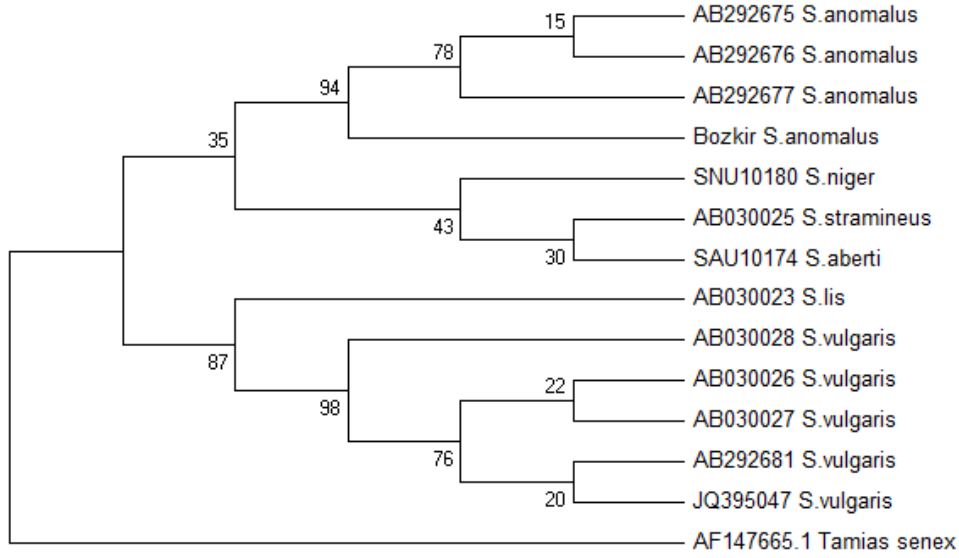 15
AB292675 S.anomalus
AB292676 S.anomalus
78
AB292677 S.anomalus
94
Bozkir S.anomalus
35
SNU10180 S.niger
43
AB030025 S.stramineus
30
SAU10174 S.aberti
AB030023 S.lis
87
AB030028 S.vulgaris
98
22
AB030026 S.vulgaris
AB030027 S.vulgaris
76
AB292681 S.vulgaris
20
JQ395047 S.vulgaris
AF147665.1 Tamias senex